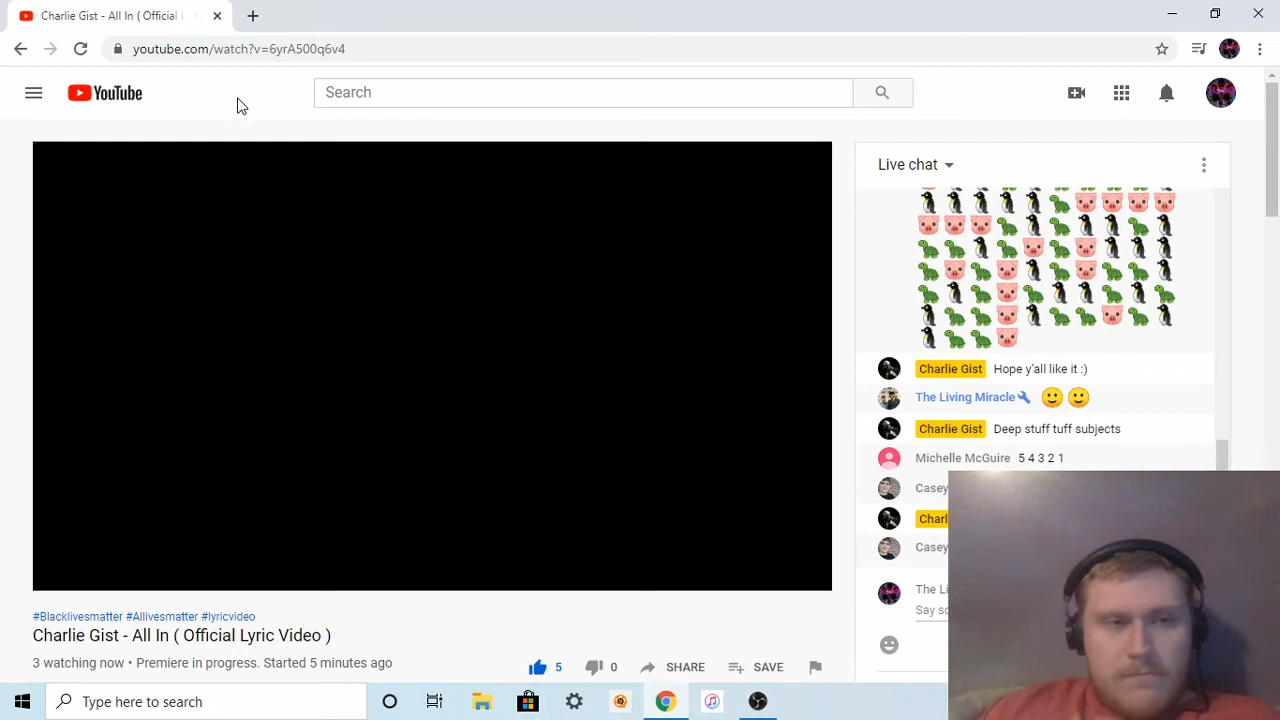 Charlie Gist - All In ( Official L
youtube.com/watch?v=6yrA500q6v4
YouTube
Search
Live chat
Charlie Gist Hope y'all like it :)
The Living Miracle
Charlie Gist Deep stuff tuff subjects
Michelle McGuire 5 4 3 2 1
Casey
Charl
Casey
The Li
Say so
#Blacklivesmatter #Allivesmatter #lyricvideo
Charlie Gist - All In ( Official Lyric Video )
3 watching now • Premiere in progress. Started 5 minutes ago
5
0
SHARE
SAVE
Type here to search